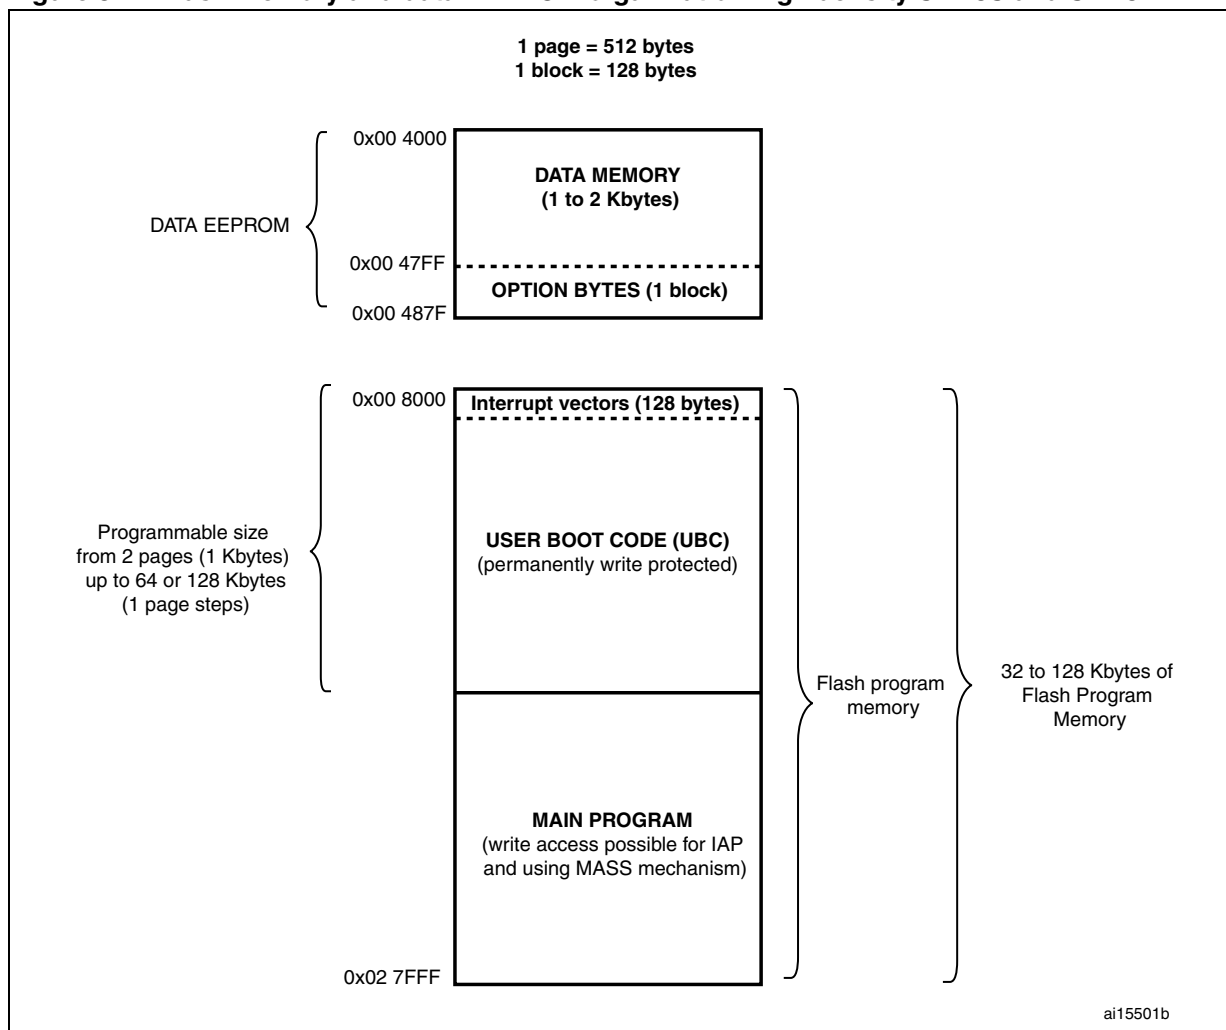 1 page = 512 bytes
1 block = 128 bytes
0x00 4000
DATA MEMORY
(1 to 2 Kbytes)
DATA EEPROM
0x00 47FF
OPTION BYTES (1 block)
0x00 487F
0x00 8000
Interrupt vectors (128 bytes)
Programmable size
from 2 pages (1 Kbytes)
up to 64 or 128 Kbytes
(1 page steps)
USER BOOT CODE (UBC)
(permanently write protected)
Flash program
memory
32 to 128 Kbytes of
Flash Program
Memory
MAIN PROGRAM
(write access possible for IAP
and using MASS mechanism)
0x02 7FFF
ai15501b